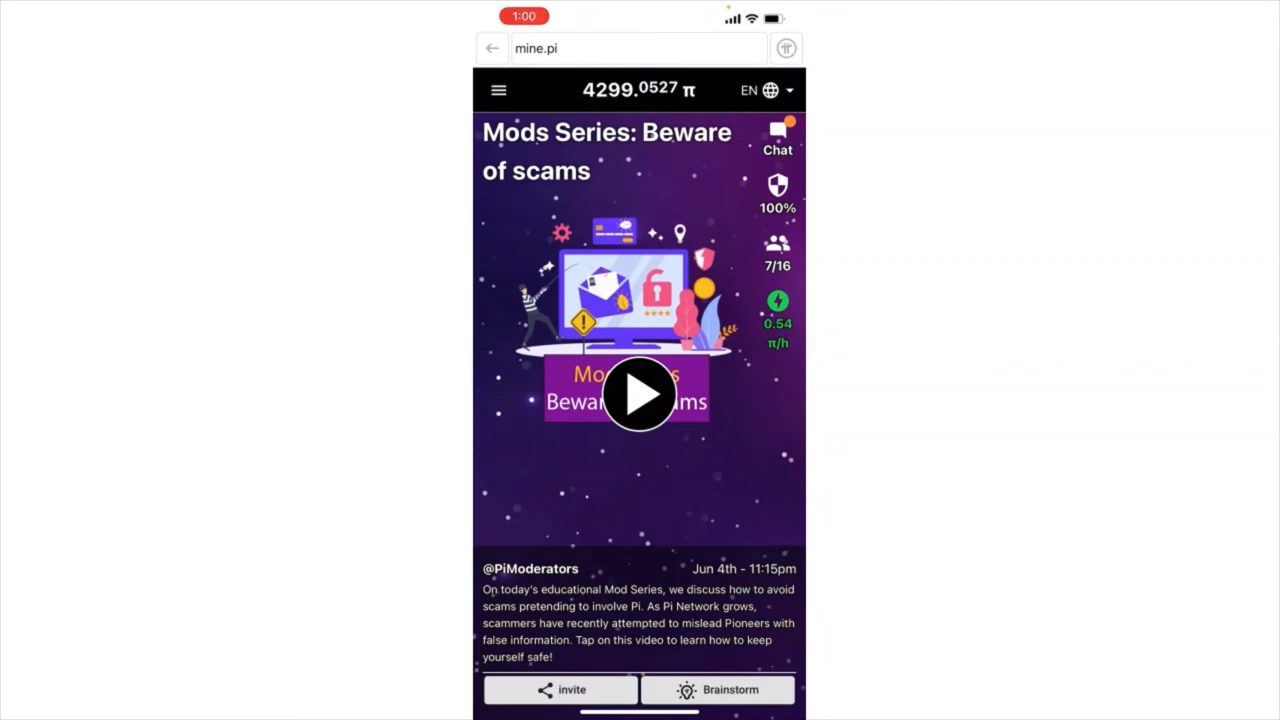 1:00
mine.pi
4299.0527 π
EN
Mods Series: Beware
of scams
Chat
100%
7/16
0.54
π/h
@PiModerators
Jun 4th - 11:15pm
On today's educational Mod Series, we discuss how to avoid
scams pretending to involve Pi. As Pi Network grows,
scammers have recently attempted to mislead Pioneers with
false information. Tap on this video to learn how to keep
yourself safe!
invite
Brainstorm